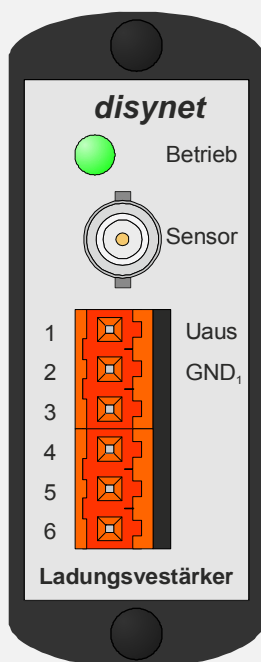 disynet
Betrieb
Sensor
1 Uaus
2 GND₁
3
4
5
6
Ladungsvestärker